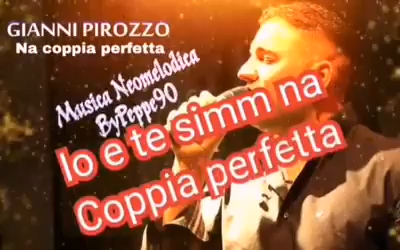 GIANNI PIROZZO
Na coppia perfetta
Musica Neomelodica
ByPeppe90
Io e te simm na
Coppia perfetta